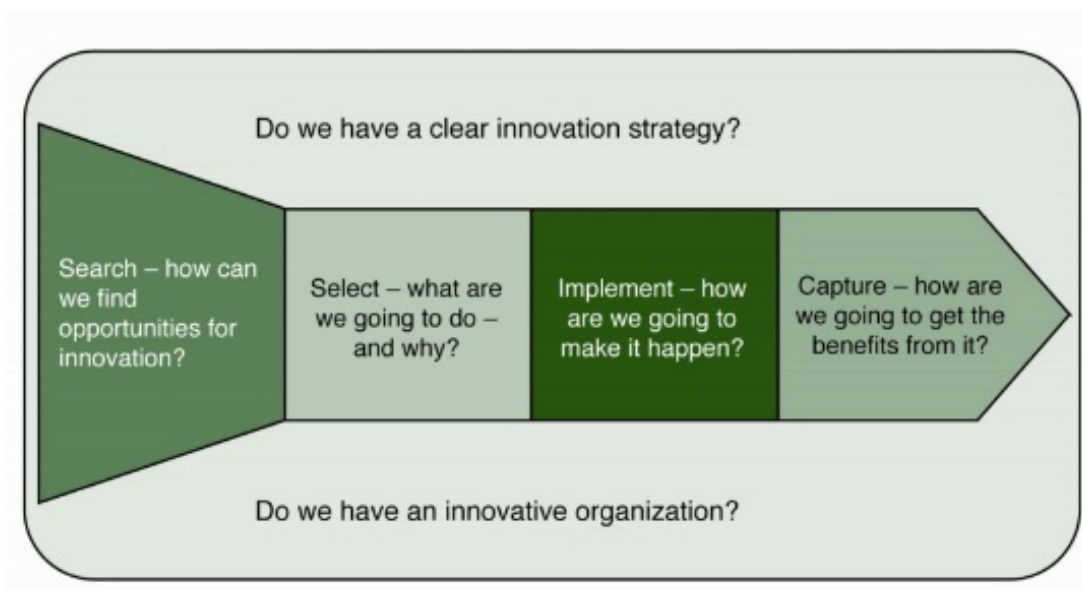 Do we have a clear innovation strategy?
Search – how can
we find
opportunities for
innovation?
Select – what are
we going to do –
and why?
Implement – how
are we going to
make it happen?
Capture – how are
we going to get the
benefits from it?
Do we have an innovative organization?